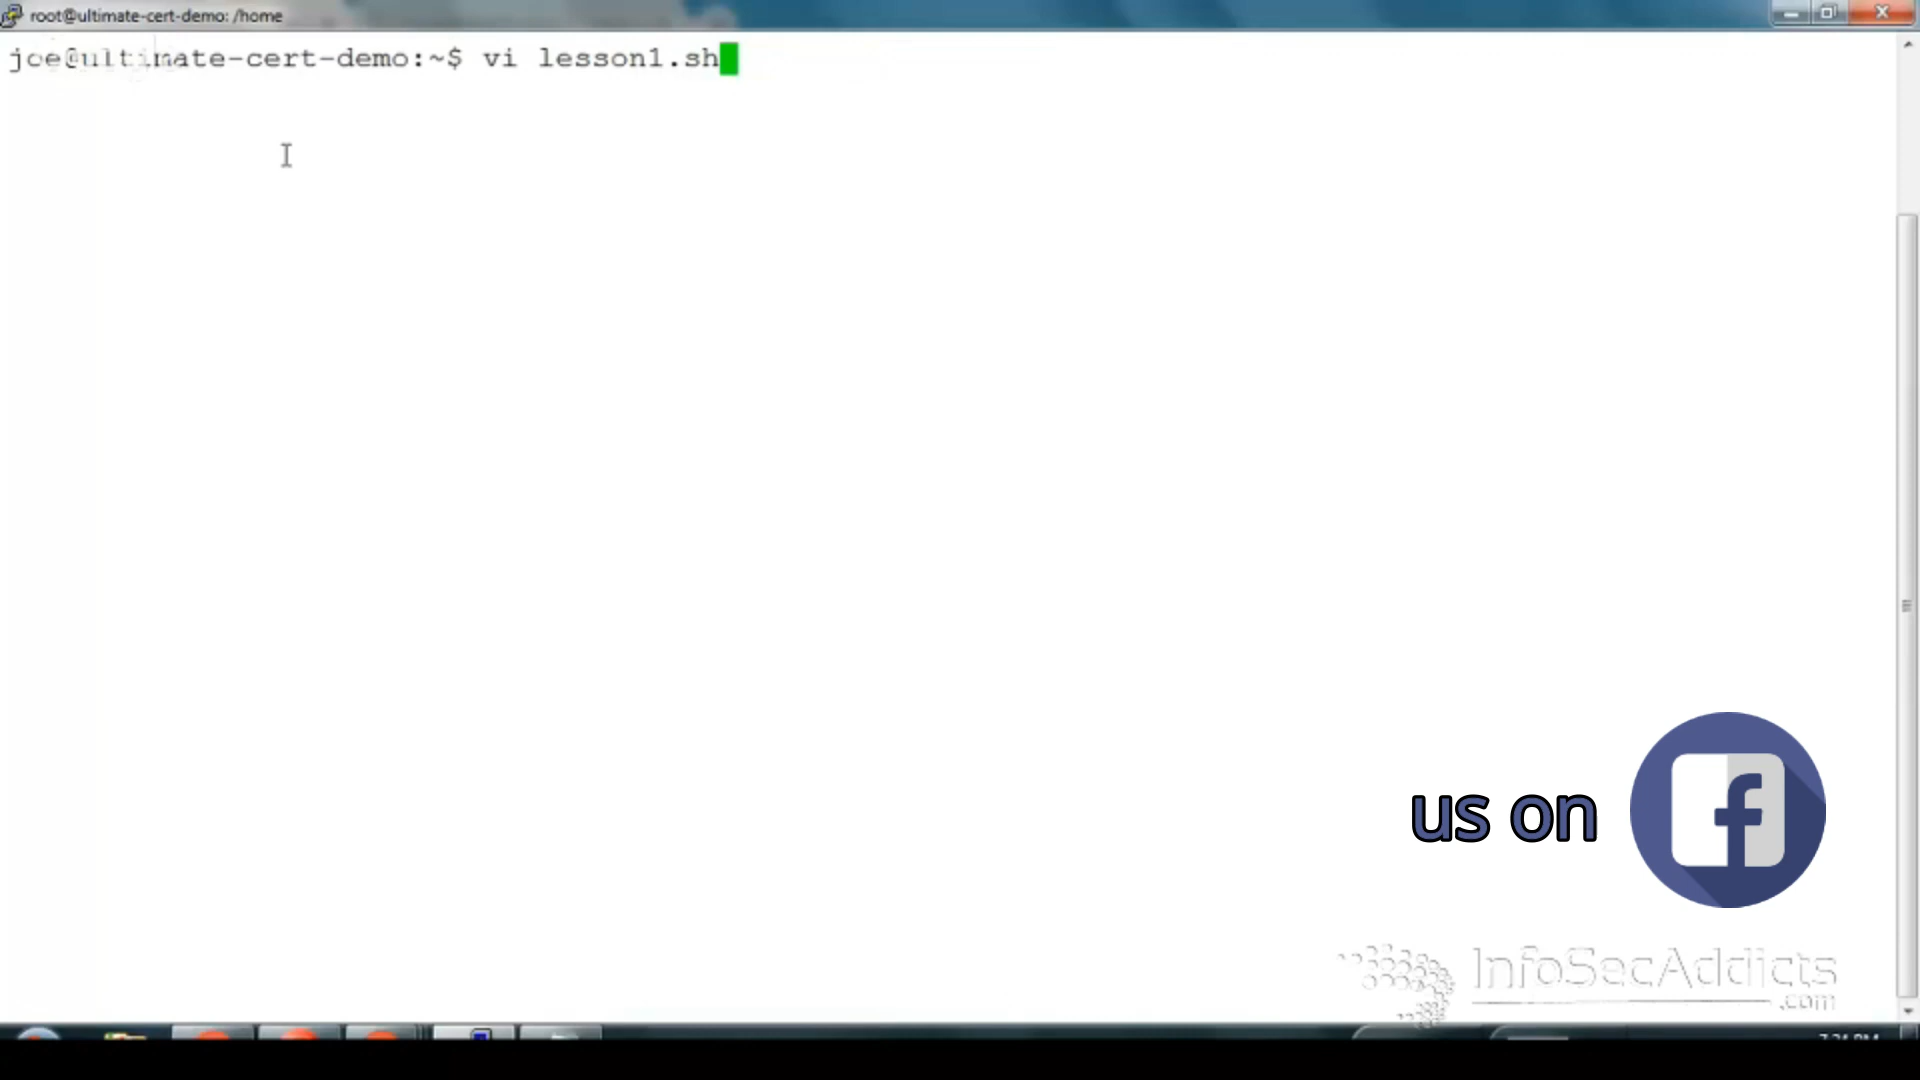 root@ultimate-cert-demo: /home
joe@ultimate-cert-demo:~$ vi lesson1.sh
us on
InfoSecAddicts
.com